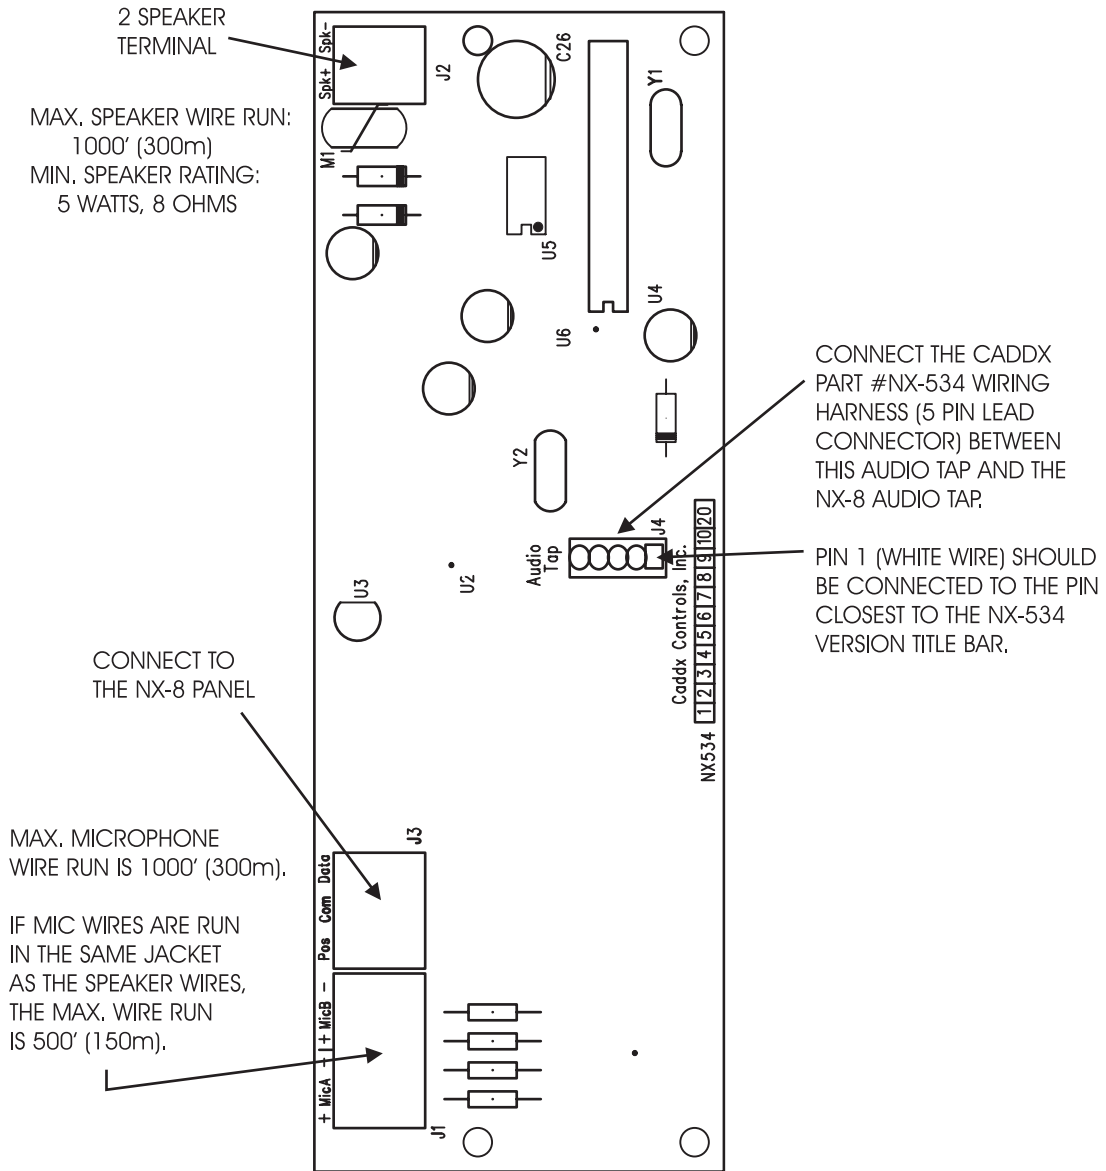 2 SPEAKER
TERMINAL
MAX. SPEAKER WIRE RUN:
1000' (300m)
MIN. SPEAKER RATING:
5 WATTS, 8 OHMS
Spk+ Spk-
J2
C26
Y1
M1
U5
U6
U4
CONNECT THE CADDX
PART #NX-534 WIRING
HARNESS (5 PIN LEAD
CONNECTOR) BETWEEN
THIS AUDIO TAP AND THE
NX-8 AUDIO TAP.
Y2
Audio
Tap
J4
PIN 1 (WHITE WIRE) SHOULD
BE CONNECTED TO THE PIN
CLOSEST TO THE NX-534
VERSION TITLE BAR.
U2
U3
Caddx Controls, Inc.
NX534 1 2 3 4 5 6 7 8 9 10 20
CONNECT TO
THE NX-8 PANEL
MAX. MICROPHONE
WIRE RUN IS 1000' (300m).
IF MIC WIRES ARE RUN
IN THE SAME JACKET
AS THE SPEAKER WIRES,
THE MAX. WIRE RUN
IS 500' (150m).
J3
Pos Com Data
+ MicA - | + MicB -
J1